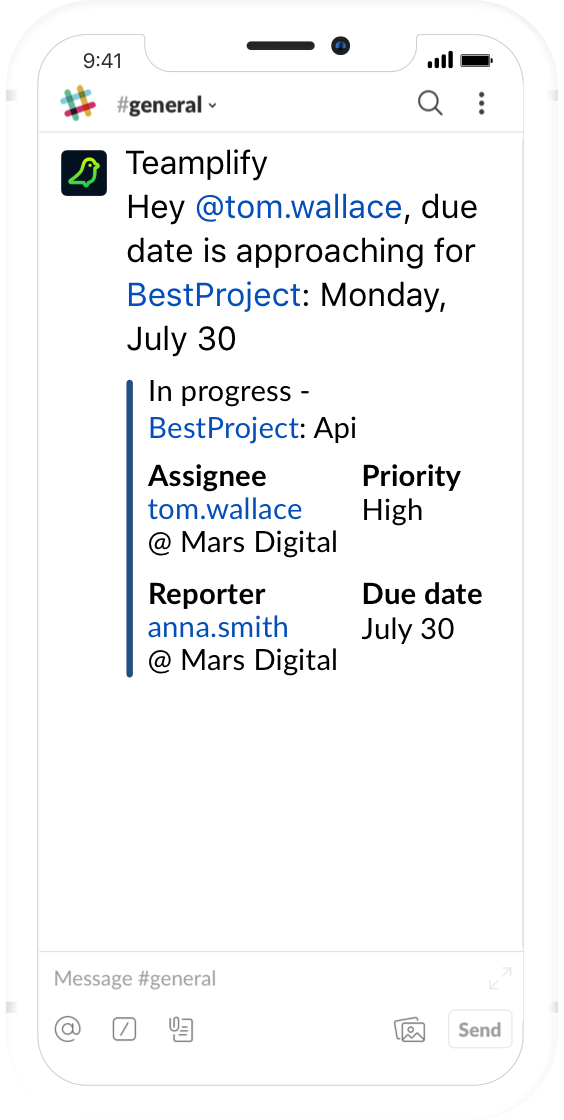 9:41
#general
Teamplify
Hey @tom.wallace, due
date is approaching for
BestProject: Monday,
July 30
In progress -
BestProject: Api
Assignee Priority
tom.wallace High
@ Mars Digital
Reporter Due date
anna.smith July 30
@ Mars Digital
Message #general
Send